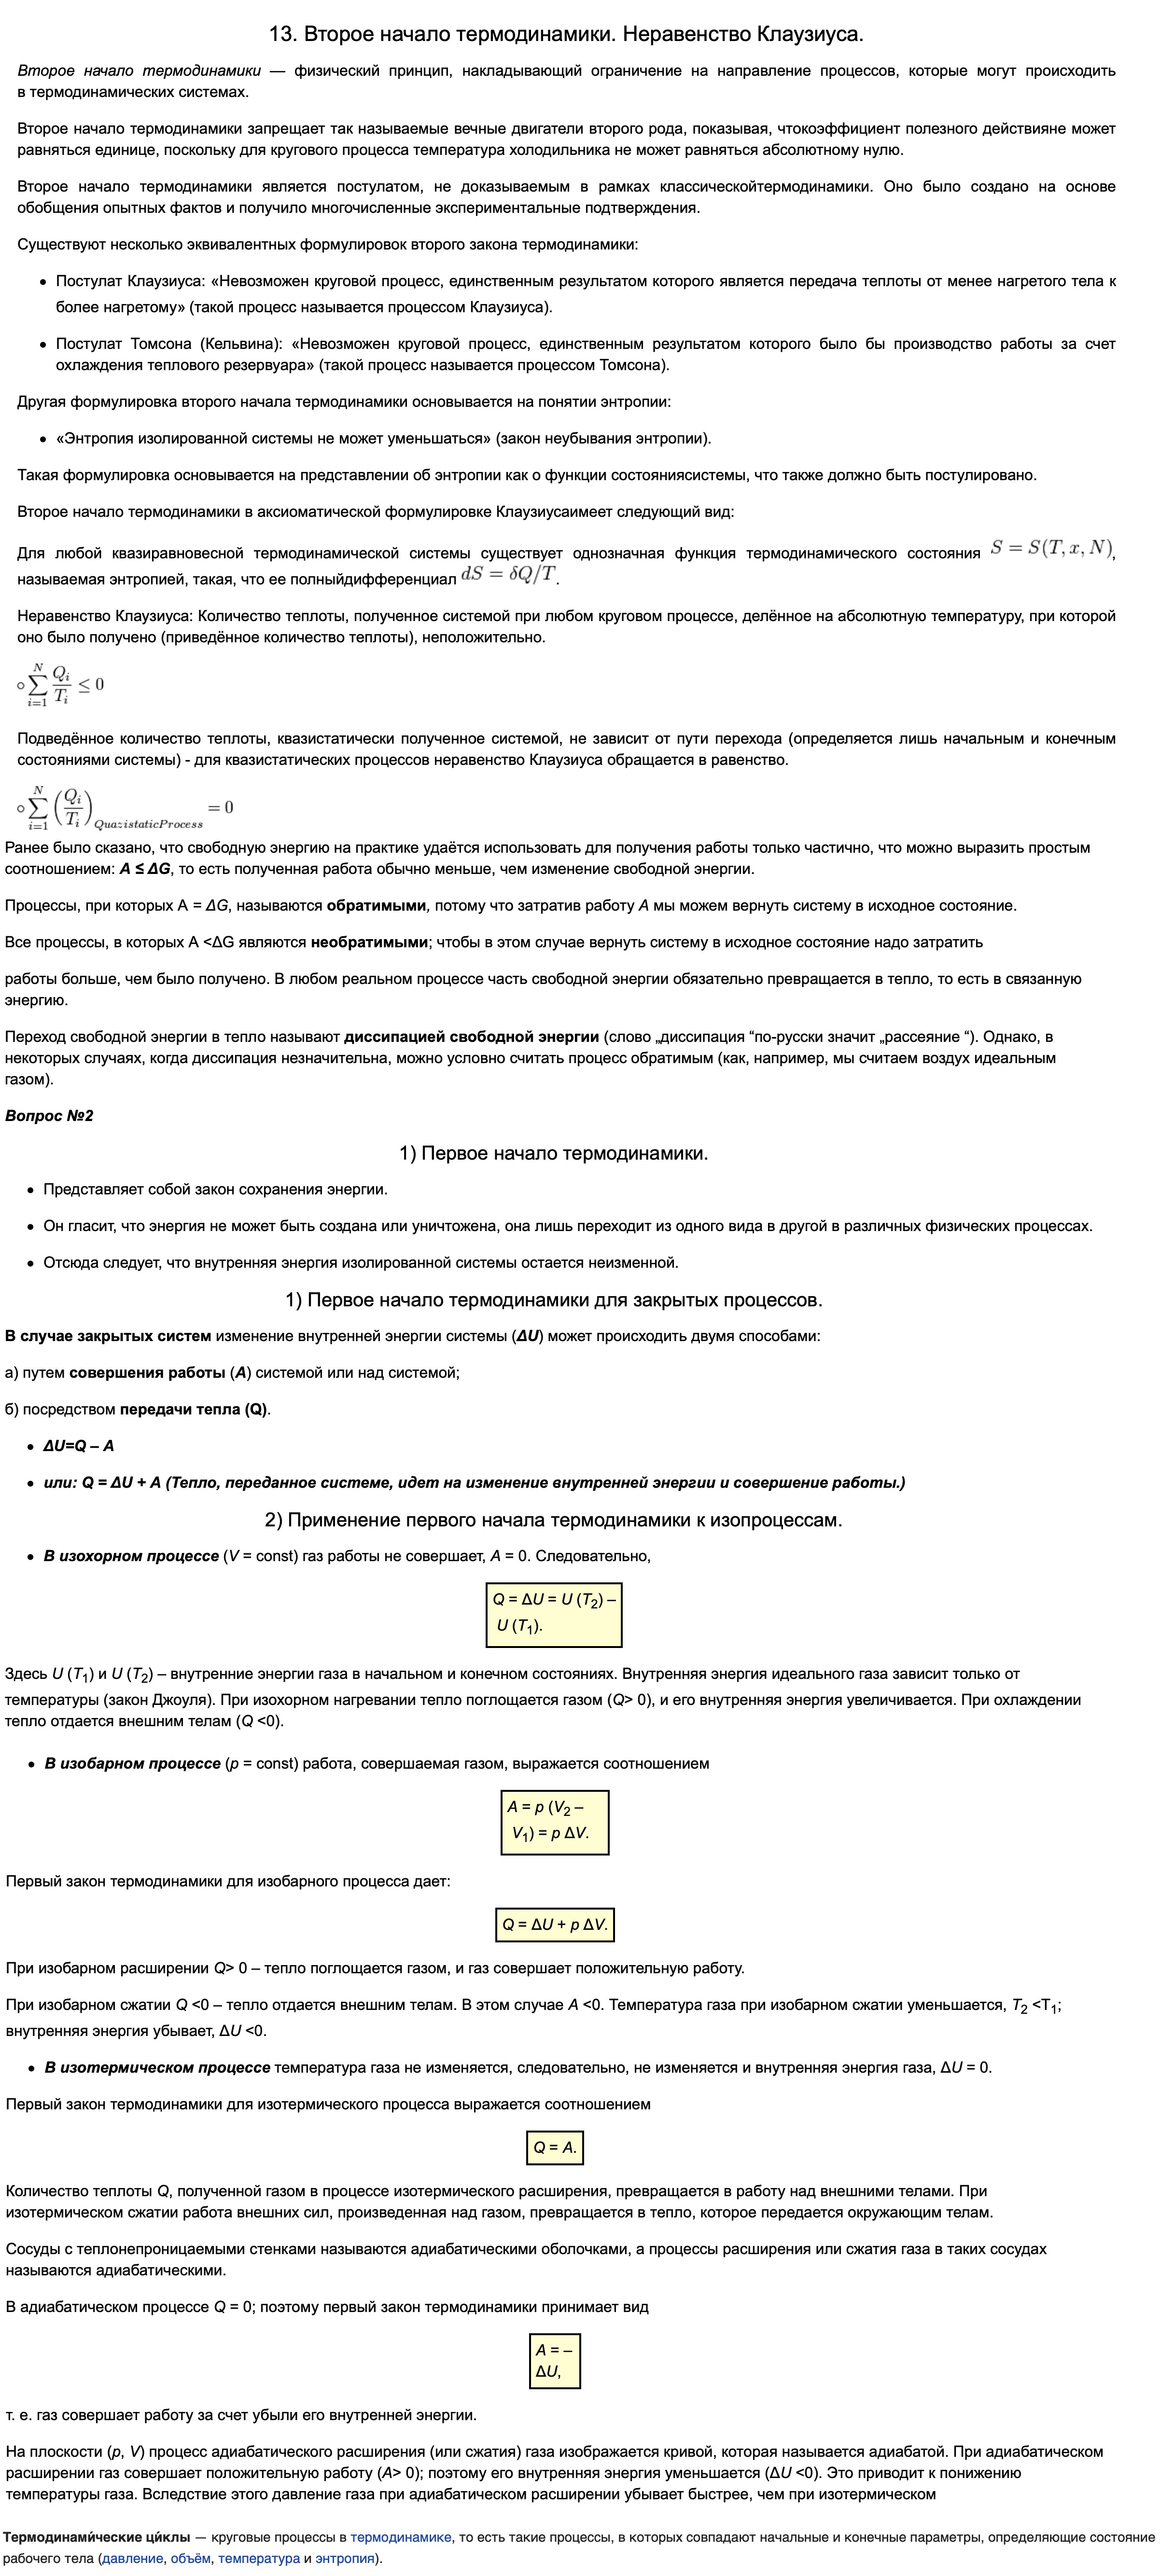 13. Второе начало термодинамики. Неравенство Клаузиуса.
Второе начало термодинамики — физический принцип, накладывающий ограничение на направление процессов, которые могут происходить
в термодинамических системах.
Второе начало термодинамики запрещает так называемые вечные двигатели второго рода, показывая, чтокоэффициент полезного действияне может
равняться единице, поскольку для кругового процесса температура холодильника не может равняться абсолютному нулю.
Второе начало термодинамики является постулатом, не доказываемым в рамках классическойтермодинамики. Оно было создано на основе
обобщения опытных фактов и получило многочисленные экспериментальные подтверждения.
Существуют несколько эквивалентных формулировок второго закона термодинамики:
• Постулат Клаузиуса: «Невозможен круговой процесс, единственным результатом которого является передача теплоты от менее нагретого тела к
более нагретому» (такой процесс называется процессом Клаузиуса).
• Постулат Томсона (Кельвина): «Невозможен круговой процесс, единственным результатом которого было бы производство работы за счет
охлаждения теплового резервуара» (такой процесс называется процессом Томсона).
Другая формулировка второго начала термодинамики основывается на понятии энтропии:
• «Энтропия изолированной системы не может уменьшаться» (закон неубывания энтропии).
Такая формулировка основывается на представлении об энтропии как о функции состояниясистемы, что также должно быть постулировано.
Второе начало термодинамики в аксиоматической формулировке Клаузиусаимеет следующий вид:
Для любой квазиравновесной термодинамической системы существует однозначная функция термодинамического состояния S = S(T, x, N),
называемая энтропией, такая, что ее полныйдифференциал dS = δQ/T.
Неравенство Клаузиуса: Количество теплоты, полученное системой при любом круговом процессе, делённое на абсолютную температуру, при которой
оно было получено (приведённое количество теплоты), неположительно.
○ ∑_{i=1}^{N} Q_i/T_i ≤ 0
Подведённое количество теплоты, квазистатически полученное системой, не зависит от пути перехода (определяется лишь начальным и конечным
состояниями системы) - для квазистатических процессов неравенство Клаузиуса обращается в равенство.
○ ∑_{i=1}^{N} (Q_i/T_i)_{QuazistaticProcess} = 0
Ранее было сказано, что свободную энергию на практике удаётся использовать для получения работы только частично, что можно выразить простым
соотношением: A ≤ ΔG, то есть полученная работа обычно меньше, чем изменение свободной энергии.
Процессы, при которых А = ΔG, называются обратимыми, потому что затратив работу A мы можем вернуть систему в исходное состояние.
Все процессы, в которых А <ΔG являются необратимыми; чтобы в этом случае вернуть систему в исходное состояние надо затратить
работы больше, чем было получено. В любом реальном процессе часть свободной энергии обязательно превращается в тепло, то есть в связанную
энергию.
Переход свободной энергии в тепло называют диссипацией свободной энергии (слово „диссипация “по-русски значит „рассеяние “). Однако, в
некоторых случаях, когда диссипация незначительна, можно условно считать процесс обратимым (как, например, мы считаем воздух идеальным
газом).
Вопрос №2
1) Первое начало термодинамики.
• Представляет собой закон сохранения энергии.
• Он гласит, что энергия не может быть создана или уничтожена, она лишь переходит из одного вида в другой в различных физических процессах.
• Отсюда следует, что внутренняя энергия изолированной системы остается неизменной.
1) Первое начало термодинамики для закрытых процессов.
В случае закрытых систем изменение внутренней энергии системы (ΔU) может происходить двумя способами:
а) путем совершения работы (A) системой или над системой;
б) посредством передачи тепла (Q).
• ΔU=Q – A
• или: Q = ΔU + A (Тепло, переданное системе, идет на изменение внутренней энергии и совершение работы.)
2) Применение первого начала термодинамики к изопроцессам.
• В изохорном процессе (V = const) газ работы не совершает, A = 0. Следовательно,
Q = ΔU = U (T₂) –
U (T₁).
Здесь U (T₁) и U (T₂) – внутренние энергии газа в начальном и конечном состояниях. Внутренняя энергия идеального газа зависит только от
температуры (закон Джоуля). При изохорном нагревании тепло поглощается газом (Q> 0), и его внутренняя энергия увеличивается. При охлаждении
тепло отдается внешним телам (Q <0).
• В изобарном процессе (p = const) работа, совершаемая газом, выражается соотношением
A = p (V₂ –
V₁) = p ΔV.
Первый закон термодинамики для изобарного процесса дает:
Q = ΔU + p ΔV.
При изобарном расширении Q> 0 – тепло поглощается газом, и газ совершает положительную работу.
При изобарном сжатии Q <0 – тепло отдается внешним телам. В этом случае A <0. Температура газа при изобарном сжатии уменьшается, T₂ <T₁;
внутренняя энергия убывает, ΔU <0.
• В изотермическом процессе температура газа не изменяется, следовательно, не изменяется и внутренняя энергия газа, ΔU = 0.
Первый закон термодинамики для изотермического процесса выражается соотношением
Q = A.
Количество теплоты Q, полученной газом в процессе изотермического расширения, превращается в работу над внешними телами. При
изотермическом сжатии работа внешних сил, произведенная над газом, превращается в тепло, которое передается окружающим телам.
Сосуды с теплонепроницаемыми стенками называются адиабатическими оболочками, а процессы расширения или сжатия газа в таких сосудах
называются адиабатическими.
В адиабатическом процессе Q = 0; поэтому первый закон термодинамики принимает вид
A = –
ΔU,
т. е. газ совершает работу за счет убыли его внутренней энергии.
На плоскости (p, V) процесс адиабатического расширения (или сжатия) газа изображается кривой, которая называется адиабатой. При адиабатическом
расширении газ совершает положительную работу (A> 0); поэтому его внутренняя энергия уменьшается (ΔU <0). Это приводит к понижению
температуры газа. Вследствие этого давление газа при адиабатическом расширении убывает быстрее, чем при изотермическом
Термодинами́ческие ци́клы — круговые процессы в термодинамике, то есть такие процессы, в которых совпадают начальные и конечные параметры, определяющие состояние
рабочего тела (давление, объём, температура и энтропия).